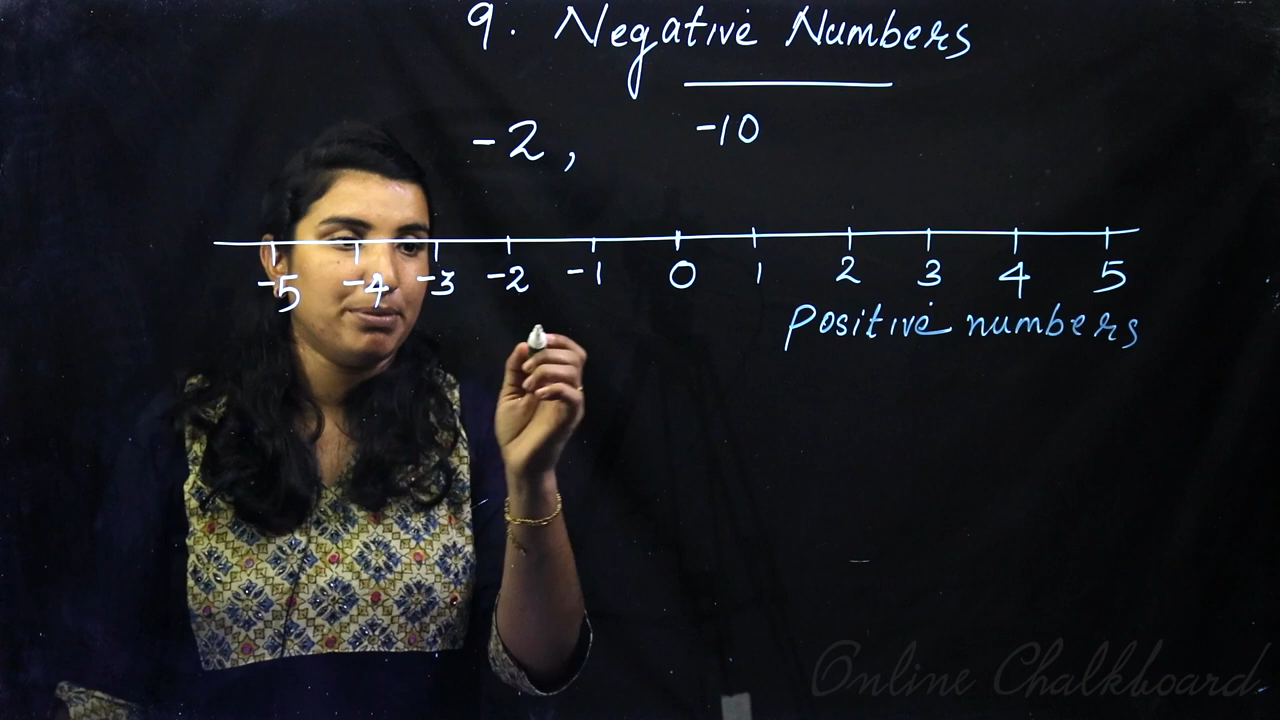 9. Negative Numbers
-2, -10
-5 -4 -3 -2 -1 0 1 2 3 4 5
Positive numbers
Online Chalkboard